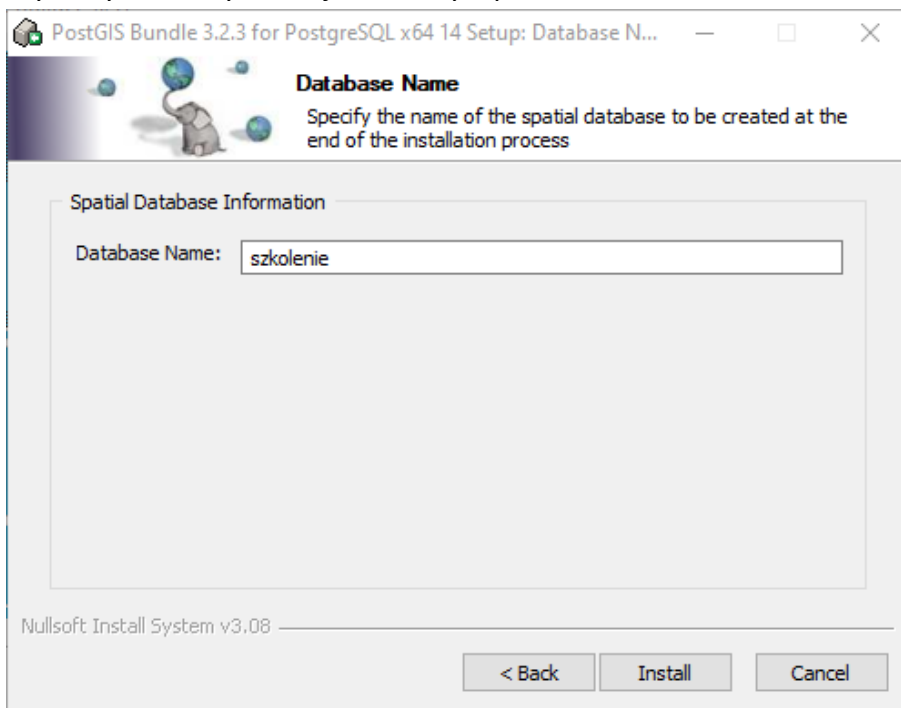 PostGIS Bundle 3.2.3 for PostgreSQL x64 14 Setup: Database N...
Database Name
Specify the name of the spatial database to be created at the
end of the installation process
Spatial Database Information
Database Name: szkolenie
Nullsoft Install System v3.08
< Back Install Cancel